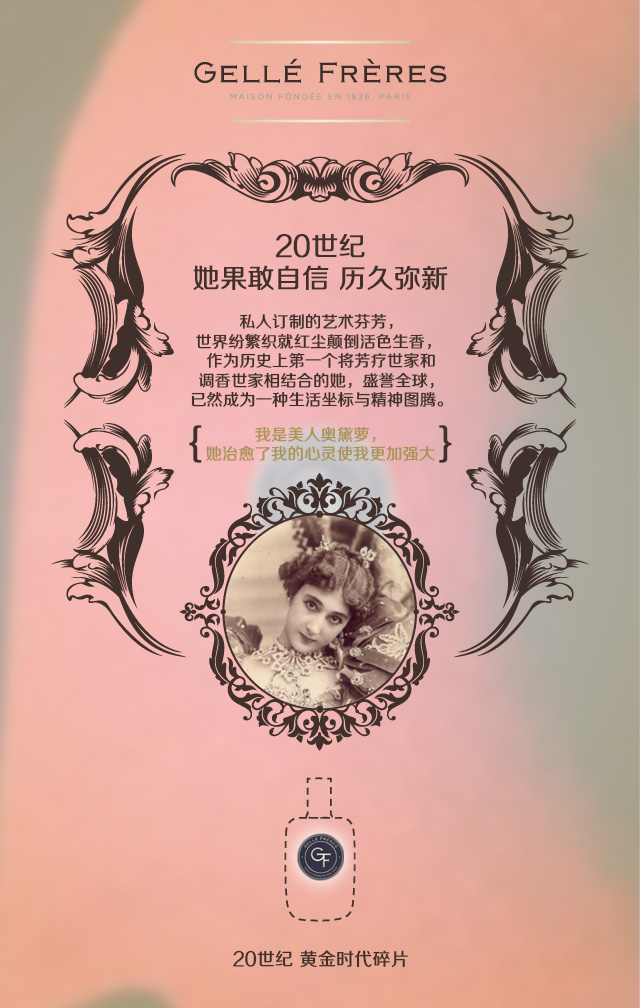 GELLÉ FRÈRES
MAISON FONDÉE EN 1826, PARIS
20世纪
她果敢自信 历久弥新
私人订制的艺术芬芳，
世界纷繁织就红尘颠倒活色生香，
作为历史上第一个将芳疗世家和
调香世家相结合的她，盛誉全球，
已然成为一种生活坐标与精神图腾。
{我是美人奥黛萝，
她治愈了我的心灵使我更加强大}
GELLÉ FRÈRES
GF
20世纪 黄金时代碎片